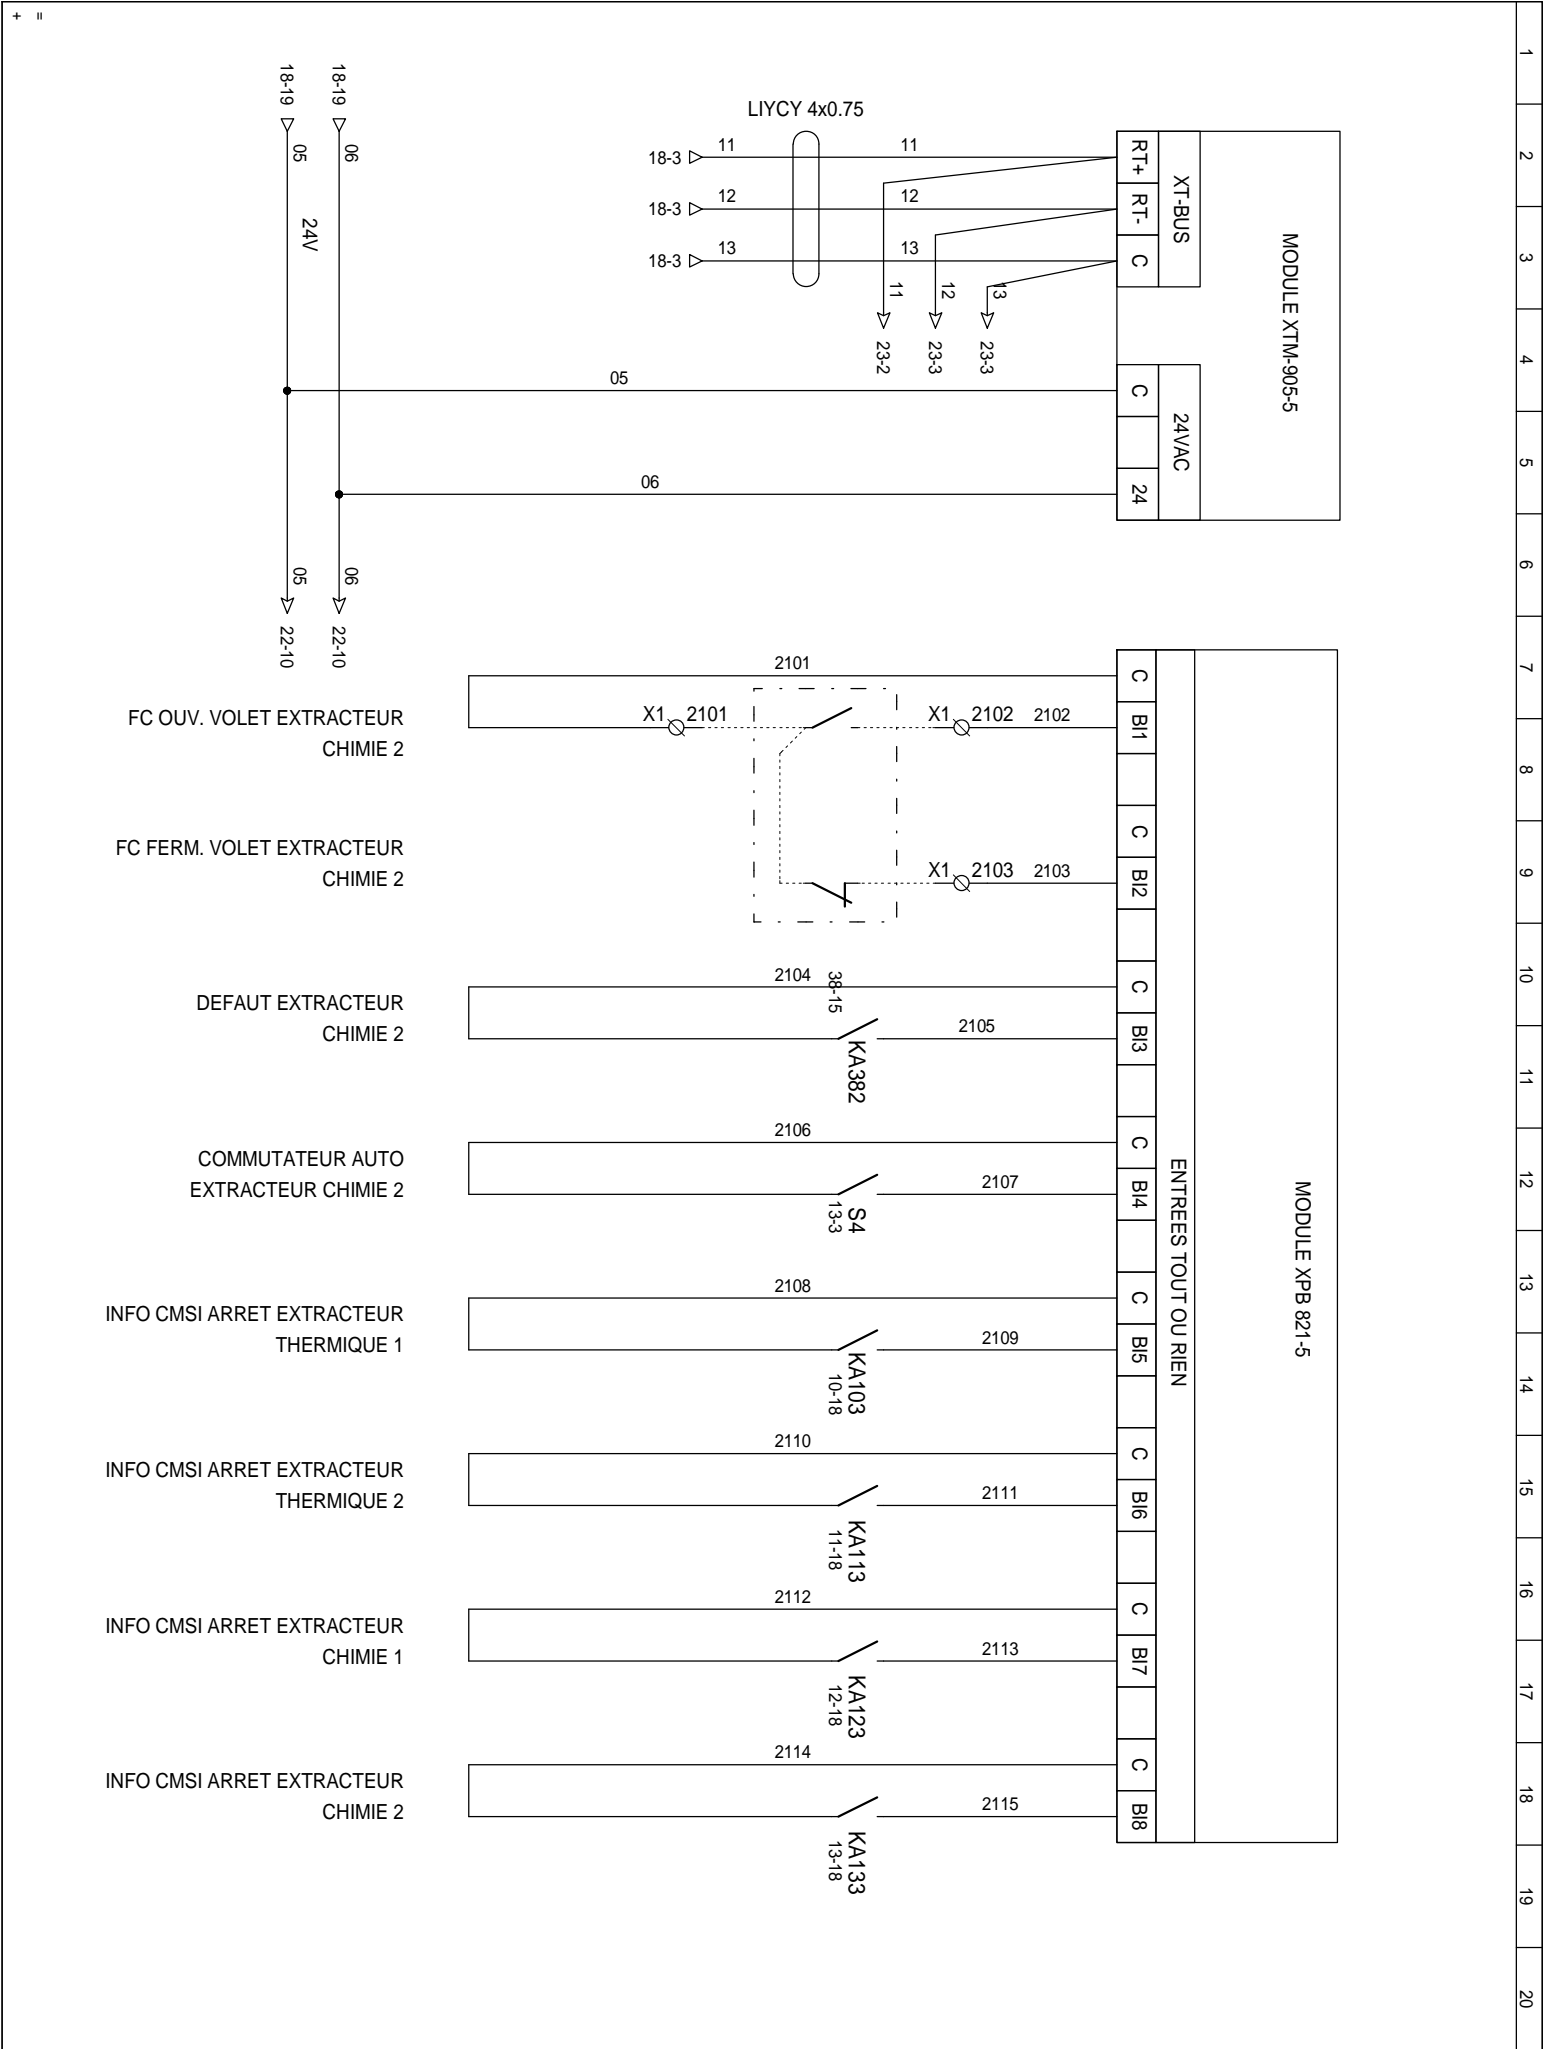 + =
1
2
3
4
5
6
7
8
9
10
11
12
13
14
15
16
17
18
19
20
MODULE XTM-905-5
XT-BUS
RT+
RT-
C
24VAC
C
24
LIYCY 4x0.75
18-3 11 11
18-3 12 12
18-3 13 13
11 23-2
12 23-3
13 23-3
18-19 05
18-19 06
24V
05
06
05 22-10
06 22-10
MODULE XPB 821-5
ENTREES TOUT OU RIEN
C
BI1
C
BI2
C
BI3
C
BI4
C
BI5
C
BI6
C
BI7
C
BI8
2101
X1 2101 X1 2102 2102
FC OUV. VOLET EXTRACTEUR
CHIMIE 2
X1 2103 2103
FC FERM. VOLET EXTRACTEUR
CHIMIE 2
2104
38-15
2105
KA382
DEFAUT EXTRACTEUR
CHIMIE 2
2106
2107
S4
13-3
COMMUTATEUR AUTO
EXTRACTEUR CHIMIE 2
2108
2109
KA103
10-18
INFO CMSI ARRET EXTRACTEUR
THERMIQUE 1
2110
2111
KA113
11-18
INFO CMSI ARRET EXTRACTEUR
THERMIQUE 2
2112
2113
KA123
12-18
INFO CMSI ARRET EXTRACTEUR
CHIMIE 1
2114
2115
KA133
13-18
INFO CMSI ARRET EXTRACTEUR
CHIMIE 2